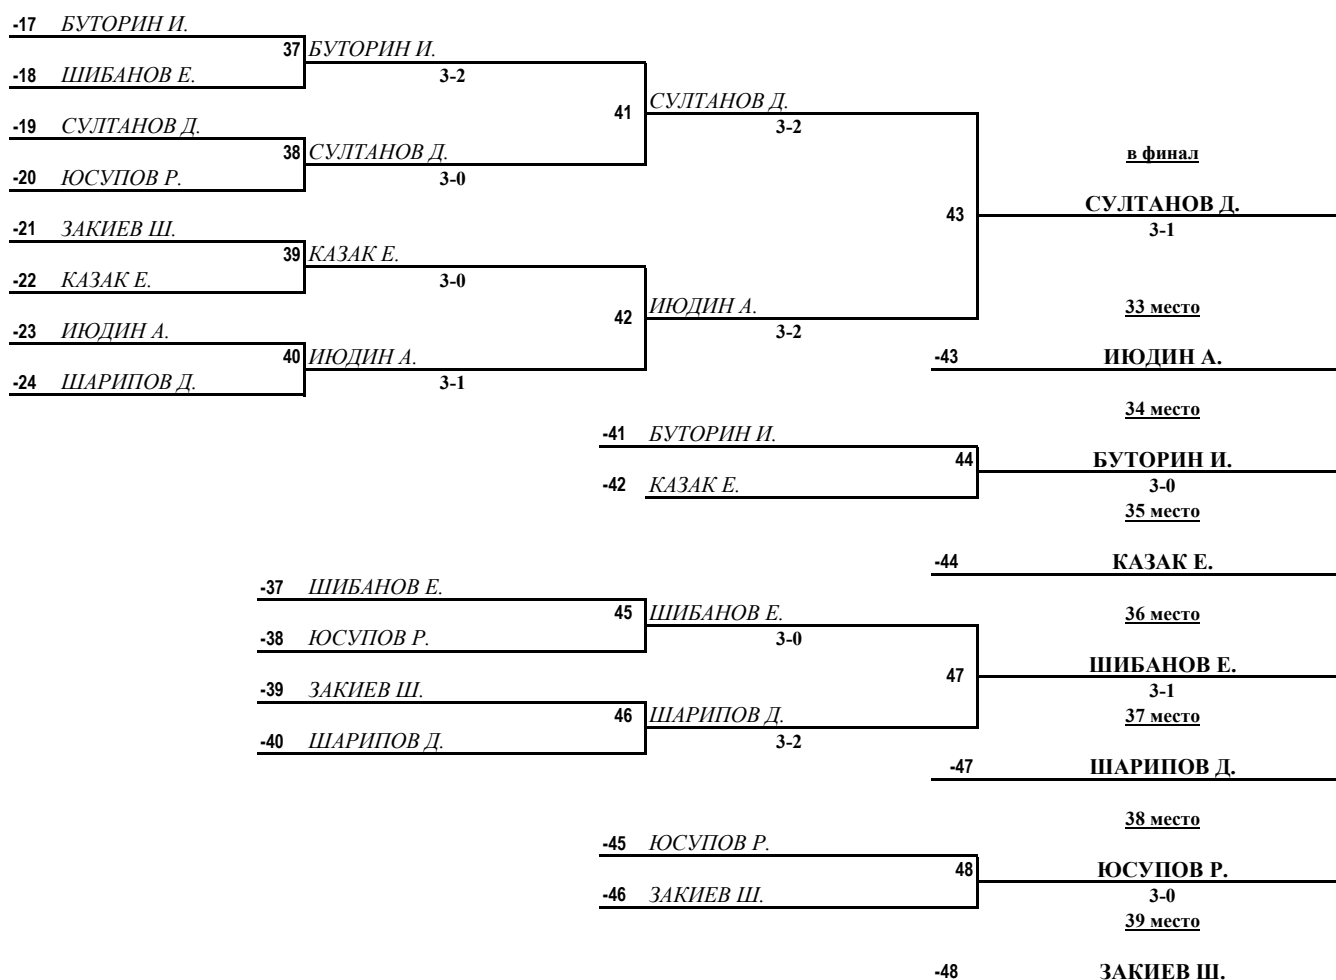 -17 БУТОРИН И.
37 БУТОРИН И.
-18 ШИБАНОВ Е.
3-2
41 СУЛТАНОВ Д.
-19 СУЛТАНОВ Д.
3-2
38 СУЛТАНОВ Д.
в финал
-20 ЮСУПОВ Р.
3-0
43 СУЛТАНОВ Д.
-21 ЗАКИЕВ Ш.
3-1
39 КАЗАК Е.
-22 КАЗАК Е.
3-0
42 ИЮДИН А.
33 место
-23 ИЮДИН А.
3-2
40 ИЮДИН А.
-43 ИЮДИН А.
-24 ШАРИПОВ Д.
3-1
34 место
-41 БУТОРИН И.
44 БУТОРИН И.
-42 КАЗАК Е.
3-0
35 место
-44 КАЗАК Е.
-37 ШИБАНОВ Е.
45 ШИБАНОВ Е.
36 место
-38 ЮСУПОВ Р.
3-0
47 ШИБАНОВ Е.
-39 ЗАКИЕВ Ш.
3-1
46 ШАРИПОВ Д.
37 место
-40 ШАРИПОВ Д.
3-2
-47 ШАРИПОВ Д.
38 место
-45 ЮСУПОВ Р.
48 ЮСУПОВ Р.
-46 ЗАКИЕВ Ш.
3-0
39 место
-48 ЗАКИЕВ Ш.